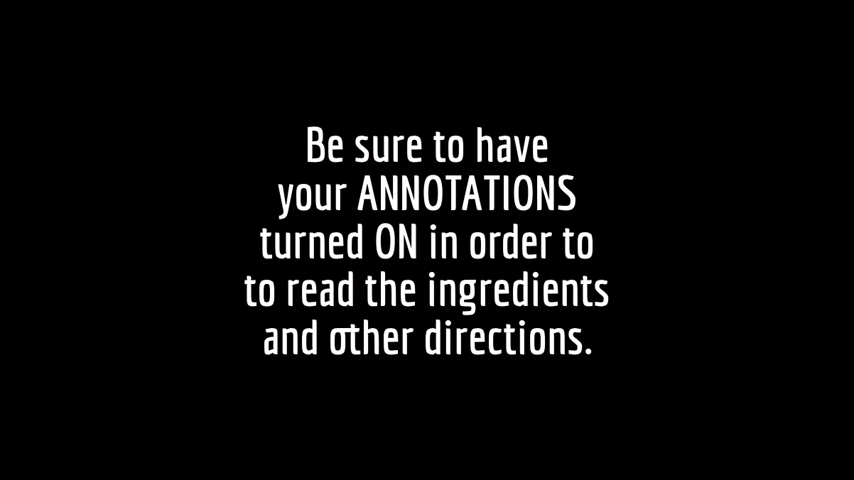 Be sure to have
your ANNOTATIONS
turned ON in order to
to read the ingredients
and other directions.